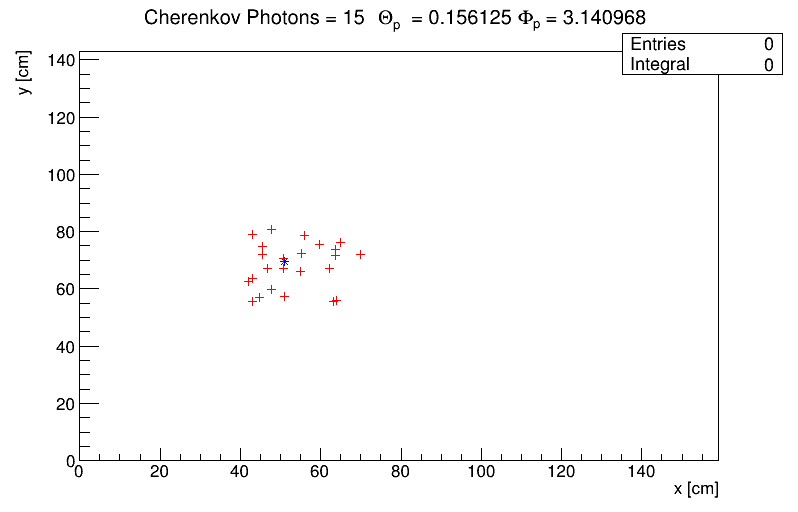 Cherenkov Photons = 15 Θp = 0.156125 Φp = 3.140968
Entries 0
Integral 0
y [cm]
140
120
100
80
60
40
20
0
0 20 40 60 80 100 120 140
x [cm]